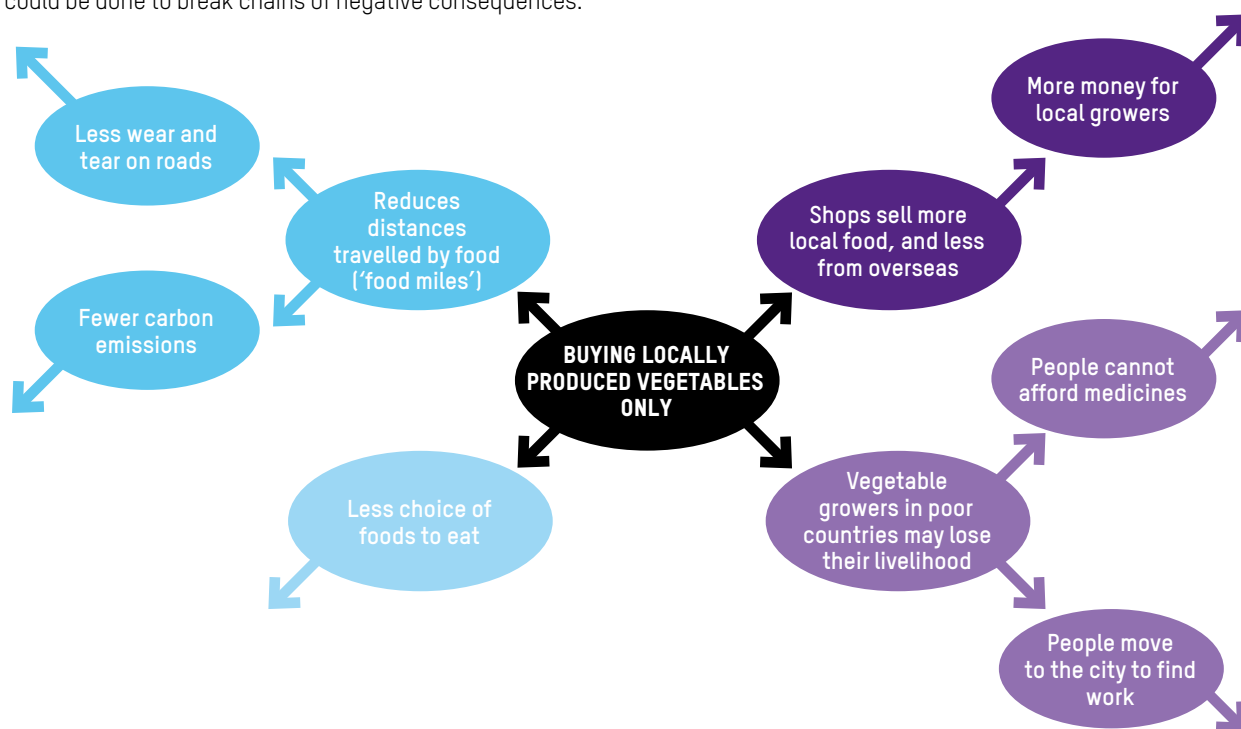 could be done to break chains of negative consequences.
More money for
local growers
Less wear and
tear on roads
Reduces
distances
travelled by food
(‘food miles’)
Shops sell more
local food, and less
from overseas
Fewer carbon
emissions
BUYING LOCALLY
PRODUCED VEGETABLES
ONLY
People cannot
afford medicines
Less choice of
foods to eat
Vegetable
growers in poor
countries may lose
their livelihood
People move
to the city to find
work